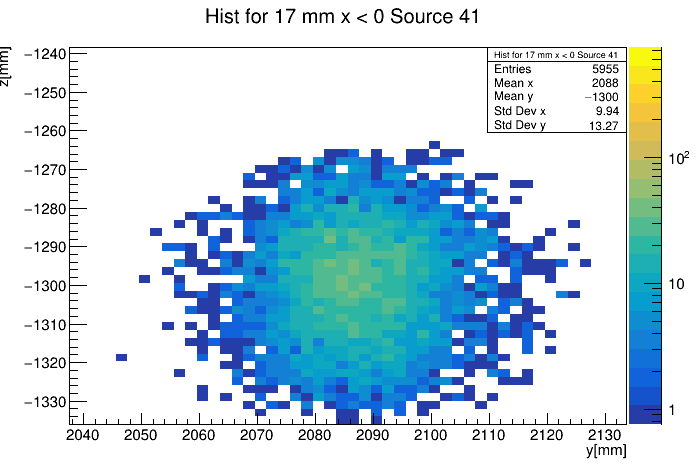 Hist for 17 mm x < 0 Source 41
z[mm]
−1240
−1250
−1260
−1270
−1280
−1290
−1300
−1310
−1320
−1330
Hist for 17 mm x < 0 Source 41
Entries 5955
Mean x 2088
Mean y −1300
Std Dev x 9.94
Std Dev y 13.27
10²
10
1
2040 2050 2060 2070 2080 2090 2100 2110 2120 2130
y[mm]